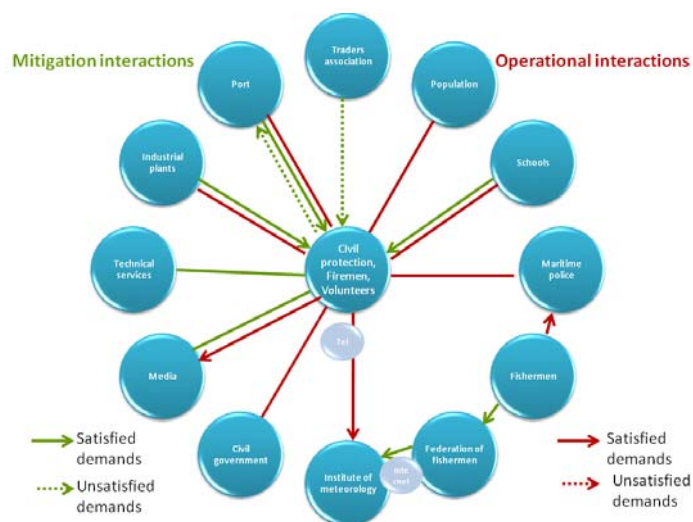 Mitigation interactions
Traders
association
Operational interactions
Port
Population
Industrial
plants
Schools
Civil
protection,
Firemen,
Volunteers
Technical
services
Maritime
police
Tel
Media
Fishermen
Civil
government
Institute of
meteorology
Federation of
fishermen
Inte
rnet
Satisfied
demands
Unsatisfied
demands
Satisfied
demands
Unsatisfied
demands